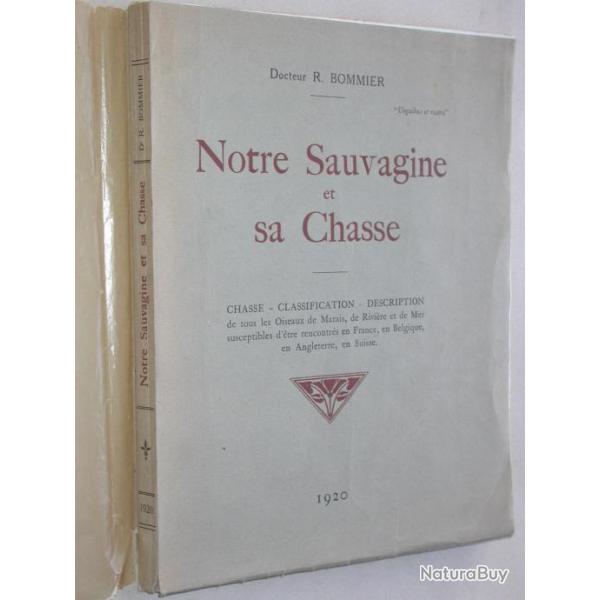 Docteur R. BOMMIER
"Unguibus et rostro"
Notre Sauvagine
et
sa Chasse
CHASSE - CLASSIFICATION - DESCRIPTION
de tous les Oiseaux de Marais, de Rivière et de Mer
susceptibles d'être rencontrés en France, en Belgique,
en Angleterre, en Suisse.
1920
Dr R. BOMMIER
Notre Sauvagine et sa Chasse
1920
NaturaBuy